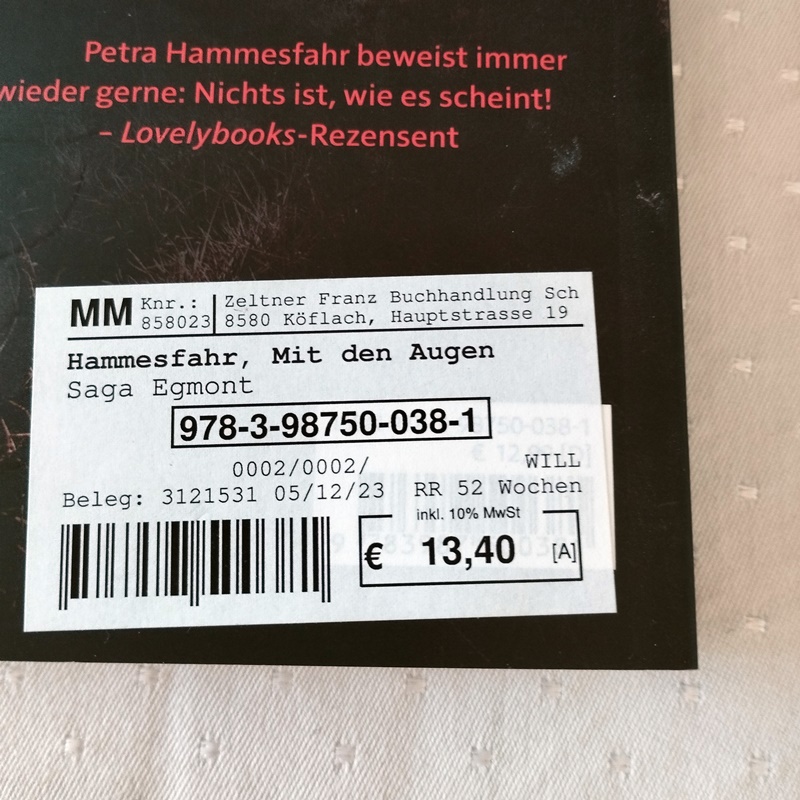 Petra Hammesfahr beweist immer
wieder gerne: Nichts ist, wie es scheint!
– Lovelybooks-Rezensent
MM Knr.: 858023
Zeltner Franz Buchhandlung Sch
8580 Köflach, Hauptstrasse 19
Hammesfahr, Mit den Augen
Saga Egmont
978-3-98750-038-1
0002/0002/ WILL
Beleg: 3121531 05/12/23 RR 52 Wochen
inkl. 10% MwSt
€ 13,40 [A]